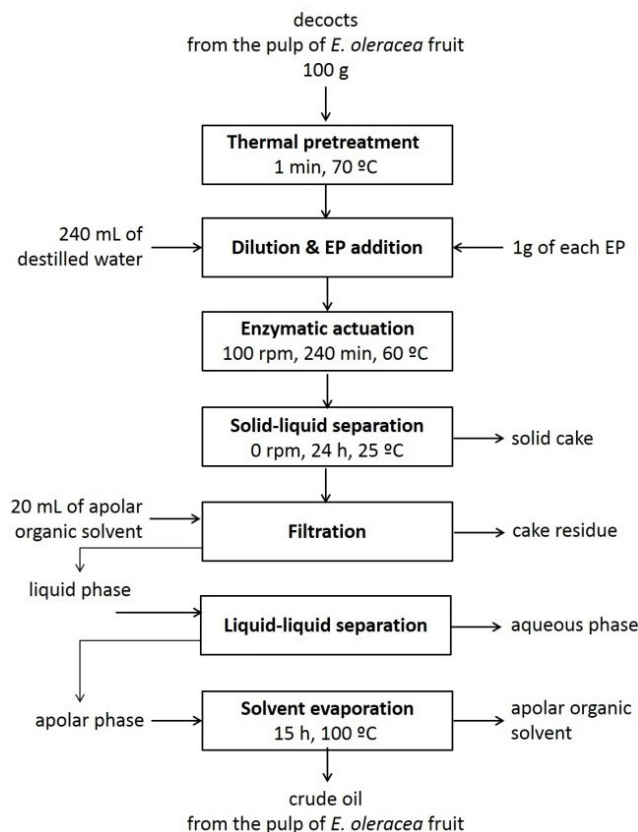 decocts
from the pulp of E. oleracea fruit
100 g
Thermal pretreatment
1 min, 70 ºC
240 mL of
destilled water
Dilution & EP addition
1g of each EP
Enzymatic actuation
100 rpm, 240 min, 60 ºC
Solid-liquid separation
0 rpm, 24 h, 25 ºC
solid cake
20 mL of apolar
organic solvent
Filtration
cake residue
liquid phase
Liquid-liquid separation
aqueous phase
apolar phase
Solvent evaporation
15 h, 100 ºC
apolar organic
solvent
crude oil
from the pulp of E. oleracea fruit